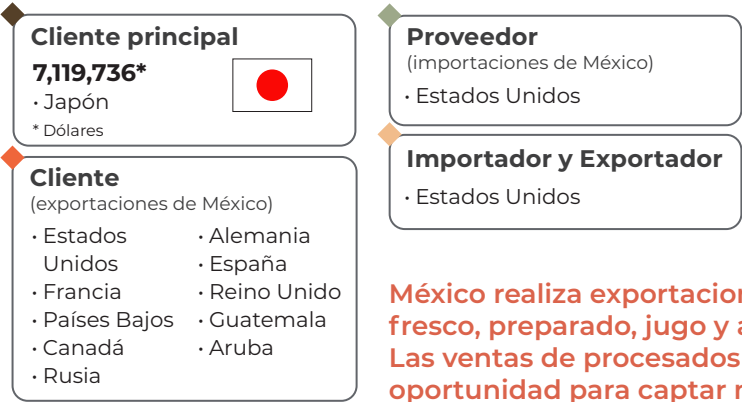 Cliente principal
7,119,736*
· Japón
* Dólares
Cliente
(exportaciones de México)
· Estados
Unidos
· Francia
· Países Bajos
· Canadá
· Rusia
· Alemania
· España
· Reino Unido
· Guatemala
· Aruba
Proveedor
(importaciones de México)
· Estados Unidos
Importador y Exportador
· Estados Unidos
México realiza
fresco, preparado, jugo y
Las ventas de procesados
oportunidad para captar